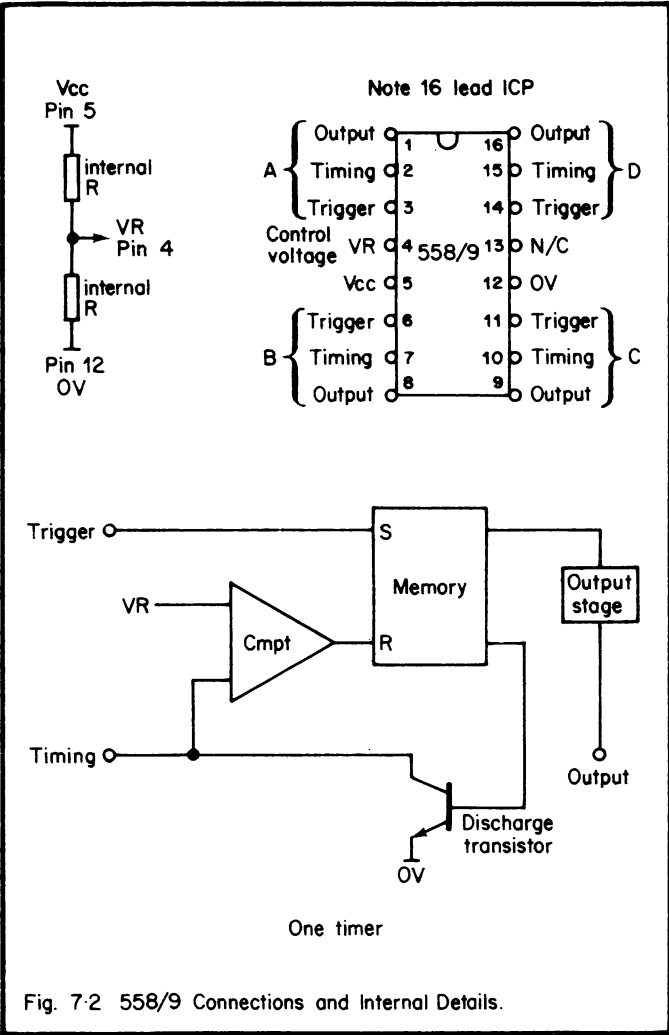 Vcc
Pin 5
internal
R
VR
Pin 4
internal
R
Pin 12
OV
Note 16 lead ICP
A
Output
Timing
Trigger
Control
voltage
VR
Vcc
B
Trigger
Timing
Output
1
2
3
4
5
6
7
8
558/9
16
15
14
13
12
11
10
9
Output
Timing
Trigger
D
N/C
OV
Trigger
Timing
Output
C
Trigger
S
Memory
VR
Cmpt
R
Output
stage
Timing
Output
Discharge
transistor
OV
One timer
Fig. 7·2 558/9 Connections and Internal Details.